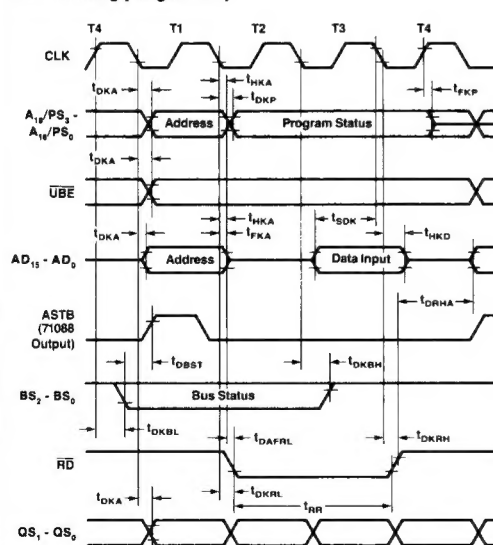 T4 T1 T2 T3 T4
CLK
tHKA
tDKA tDKP tFKP
A19/PS3 -
A16/PS0
Address Program Status
tDKA
UBE
tHKA tSDK
tDKA tFKA tHKD
AD15 - AD0 Address Data Input
tDRHA
ASTB
(71088
Output)
tDBST tDKBH
BS2 - BS0 Bus Status
tDKBL tDAFRL tDKRH
RD
tDKA tDKRL
tRR
QS1 - QS0